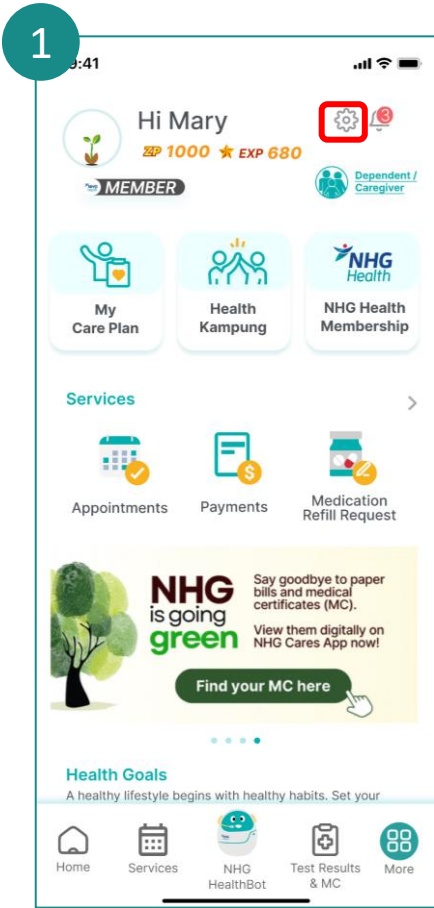 1
9:41
Hi Mary
3
ZP 1000 EXP 680
MEMBER
Dependent /
Caregiver
My
Care Plan
Health
Kampung
NHG
Health
NHG Health
Membership
Services
Appointments
Payments
Medication
Refill Request
NHG
is going
green
Say goodbye to paper
bills and medical
certificates (MC).
View them digitally on
NHG Cares App now!
Find your MC here
Health Goals
A healthy lifestyle begins with healthy habits. Set your
Home
Services
NHG
HealthBot
Test Results
& MC
More